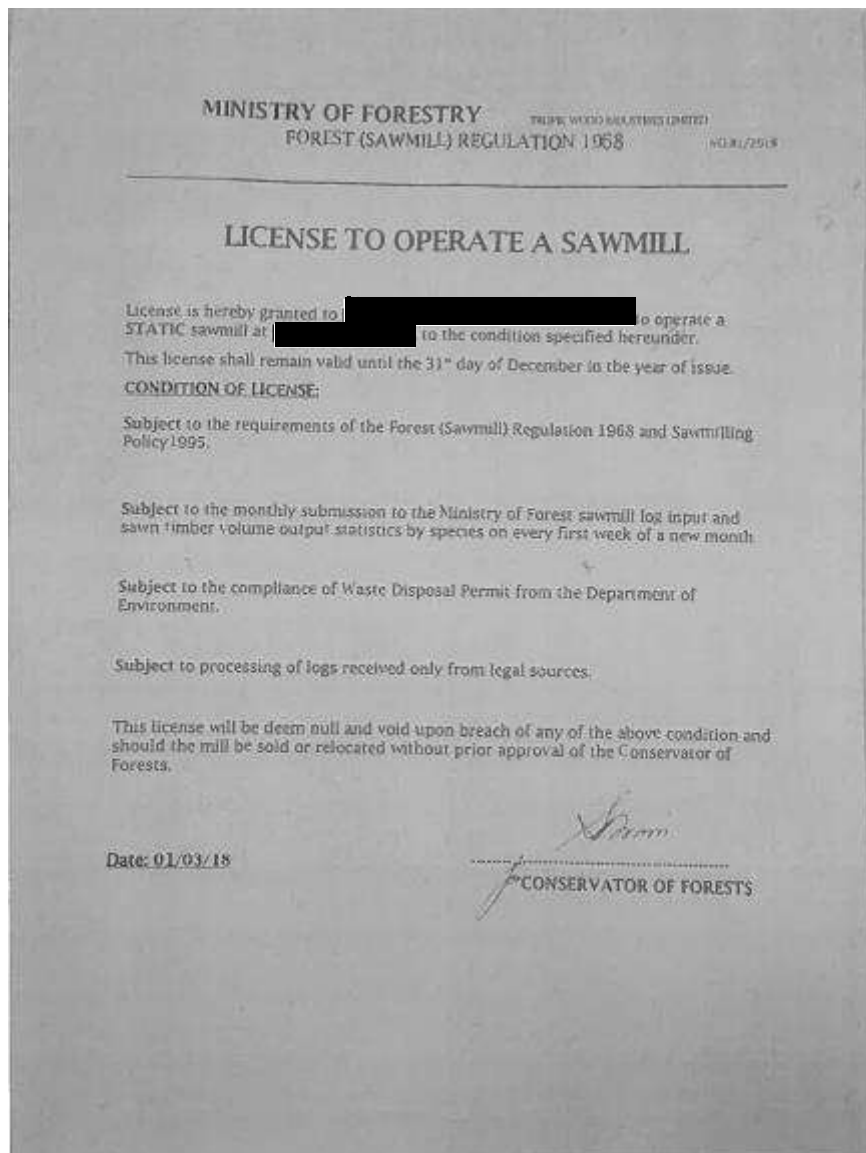 MINISTRY OF FORESTRY
TROPIK WOOD INDUSTRIES LIMITED
FOREST (SAWMILL) REGULATION 1968
LICENSE TO OPERATE A SAWMILL
License is hereby granted to to operate a
STATIC sawmill at to the condition specified hereunder.
This license shall remain valid until the 31st day of December in the year of issue.
CONDITION OF LICENSE:
Subject to the requirements of the Forest (Sawmill) Regulation 1968 and Sawmilling
Policy1995.
Subject to the monthly submission to the Ministry of Forest sawmill log input and
sawn timber volume output statistics by species on every first week of a new month
Subject to the compliance of Waste Disposal Permit from the Department of
Environment.
Subject to processing of logs received only from legal sources.
This license will be deem null and void upon breach of any of the above condition and
should the mill be sold or relocated without prior approval of the Conservator of
Forests.
Date: 01/03/18
CONSERVATOR OF FORESTS